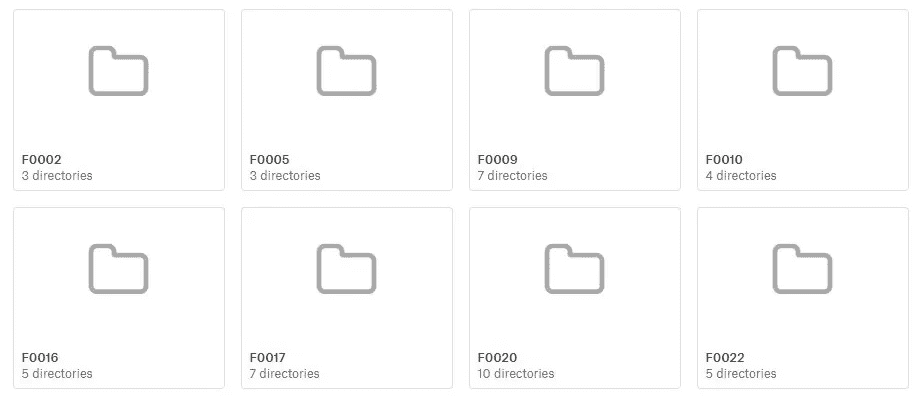 F0002
3 directories
F0005
3 directories
F0009
7 directories
F0010
4 directories
F0016
5 directories
F0017
7 directories
F0020
10 directories
F0022
5 directories